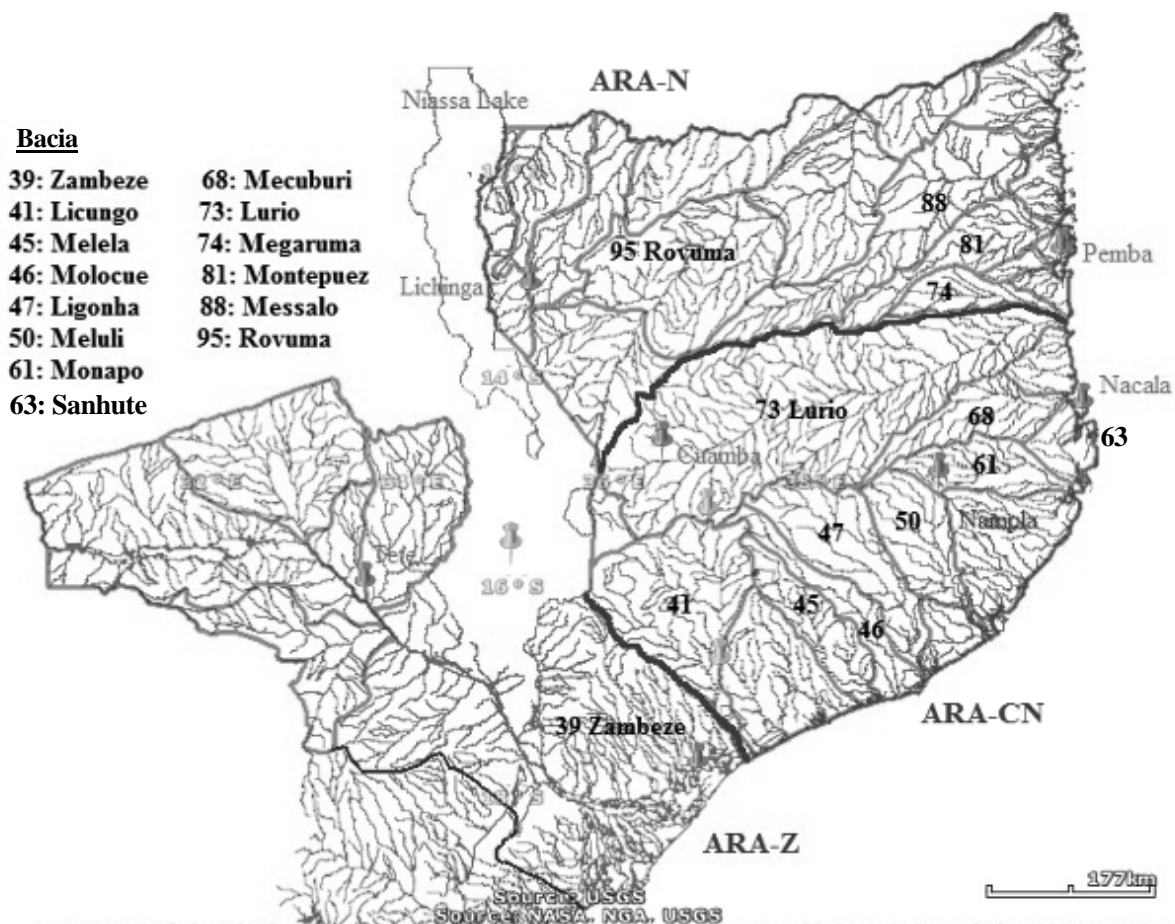 ARA-N
Niassa Lake
Bacia
39: Zambeze 68: Mecuburi
41: Licungo 73: Lurio
45: Melela 74: Megaruma
46: Molocue 81: Montepuez
47: Ligonha 88: Messalo
50: Meluli 95: Rovuma
61: Monapo
63: Sanhute
88
95 Rovuma
81
Pemba
Lichinga
74
14 ° S
Nacala
73 Lurio
68
63
Cuamba
61
47
50
Nampla
Tete
16 ° S
41
45
46
ARA-CN
39 Zambeze
ARA-Z
177km
Source: USGS
Source: NASA, NGA, USGS